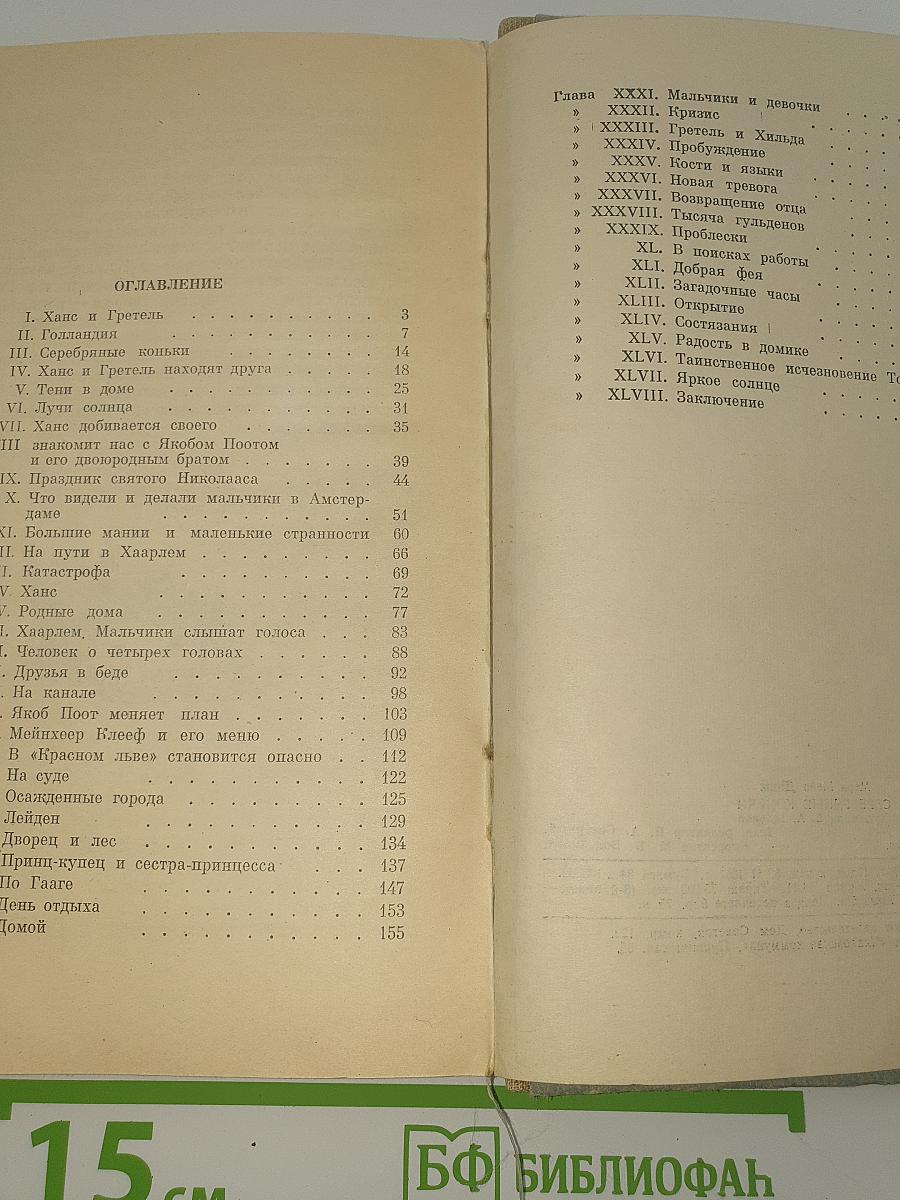 ОГЛАВЛЕНИЕ
I. Ханс и Гретель . . . . . . . . . . 3
II. Голландия . . . . . . . . . . . 7
III. Серебряные коньки . . . . . . . . 14
IV. Ханс и Гретель находят друга . . . . . 18
V. Тени в доме . . . . . . . . . . 25
VI. Лучи солнца . . . . . . . . . . 31
VII. Ханс добивается своего . . . . . . . 35
VIII знакомит нас с Якобом Поотом
и его двоюродным братом . . . . . . . 39
IX. Праздник святого Николааса . . . . . 44
X. Что видели и делали мальчики в Амстер-
даме . . . . . . . . . . . 51
XI. Большие мании и маленькие странности 60
II. На пути в Хаарлем . . . . . . . . . 66
I. Катастрофа . . . . . . . . . . 69
V. Ханс . . . . . . . . . . . 72
V. Родные дома . . . . . . . . . . . 77
I. Хаарлем. Мальчики слышат голоса . . . 83
I. Человек о четырех головах . . . . . . 88
. Друзья в беде . . . . . . . . . . 92
. На канале . . . . . . . . . . . 98
. Якоб Поот меняет план . . . . . . . 103
. Мейнхеер Клееф и его меню . . . . . 109
В «Красном льве» становится опасно . . 112
На суде . . . . . . . . . . . 122
Осажденные города . . . . . . . . . 125
Лейден . . . . . . . . . . . 129
Дворец и лес . . . . . . . . . . . 134
Принц-купец и сестра-принцесса . . . 137
По Гааге . . . . . . . . . . . 147
День отдыха . . . . . . . . . . . 153
Домой . . . . . . . . . . . 155
Глава XXXI. Мальчики и девочки . . .
» XXXII. Кризис . . . . .
» XXXIII. Гретель и Хильда . . . .
» XXXIV. Пробуждение . . . .
» XXXV. Кости и языки . . . . .
» XXXVI. Новая тревога . . . . .
» XXXVII. Возвращение отца . . .
» XXXVIII. Тысяча гульденов . . .
» XXXIX. Проблески . . . . .
» XL. В поисках работы . . . .
» XLI. Добрая фея . . . . .
» XLII. Загадочные часы . . . .
» XLIII. Открытие . . . . .
» XLIV. Состязания . . . . .
» XLV. Радость в домике . . .
» XLVI. Таинственное исчезновение То
» XLVII. Яркое солнце . . . .
» XLVIII. Заключение . . . .
15 см
БФ БИБЛИОФАН